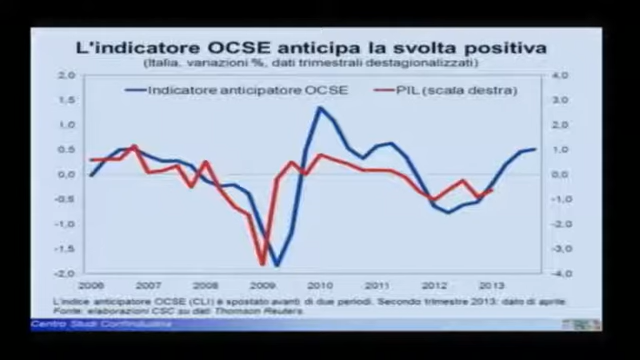 L'indicatore OCSE anticipa la svolta positiva
(Italia, variazioni %, dati trimestrali destagionalizzati)
2,0 4,0
Indicatore anticipatore OCSE PIL (scala destra)
1,5 3,0
1,0 2,0
0,5 1,0
0,0 0,0
-0,5 -1,0
-1,0 -2,0
-1,5 -3,0
-2,0 -4,0
2006 2007 2008 2009 2010 2011 2012 2013
L'indice anticipatore OCSE (CLI) è spostato avanti di due periodi. Secondo trimestre 2013: dato di aprile.
Fonte: elaborazioni CSC su dati Thomson Reuters.
Centro Studi Confindustria